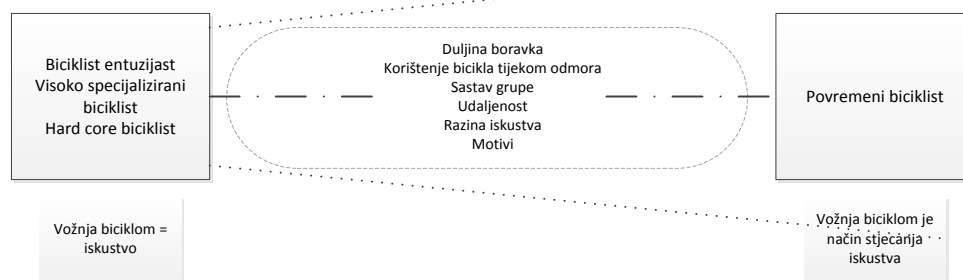 Biciklist entuzijast
Visoko specijalizirani
biciklist
Hard core biciklist
Duljina boravka
Korištenje bicikla tijekom odmora
Sastav grupe
Udaljenost
Razina iskustva
Motivi
Povremeni biciklist
Vožnja biciklom =
iskustvo
Vožnja biciklom je
način stjecanja
iskustva